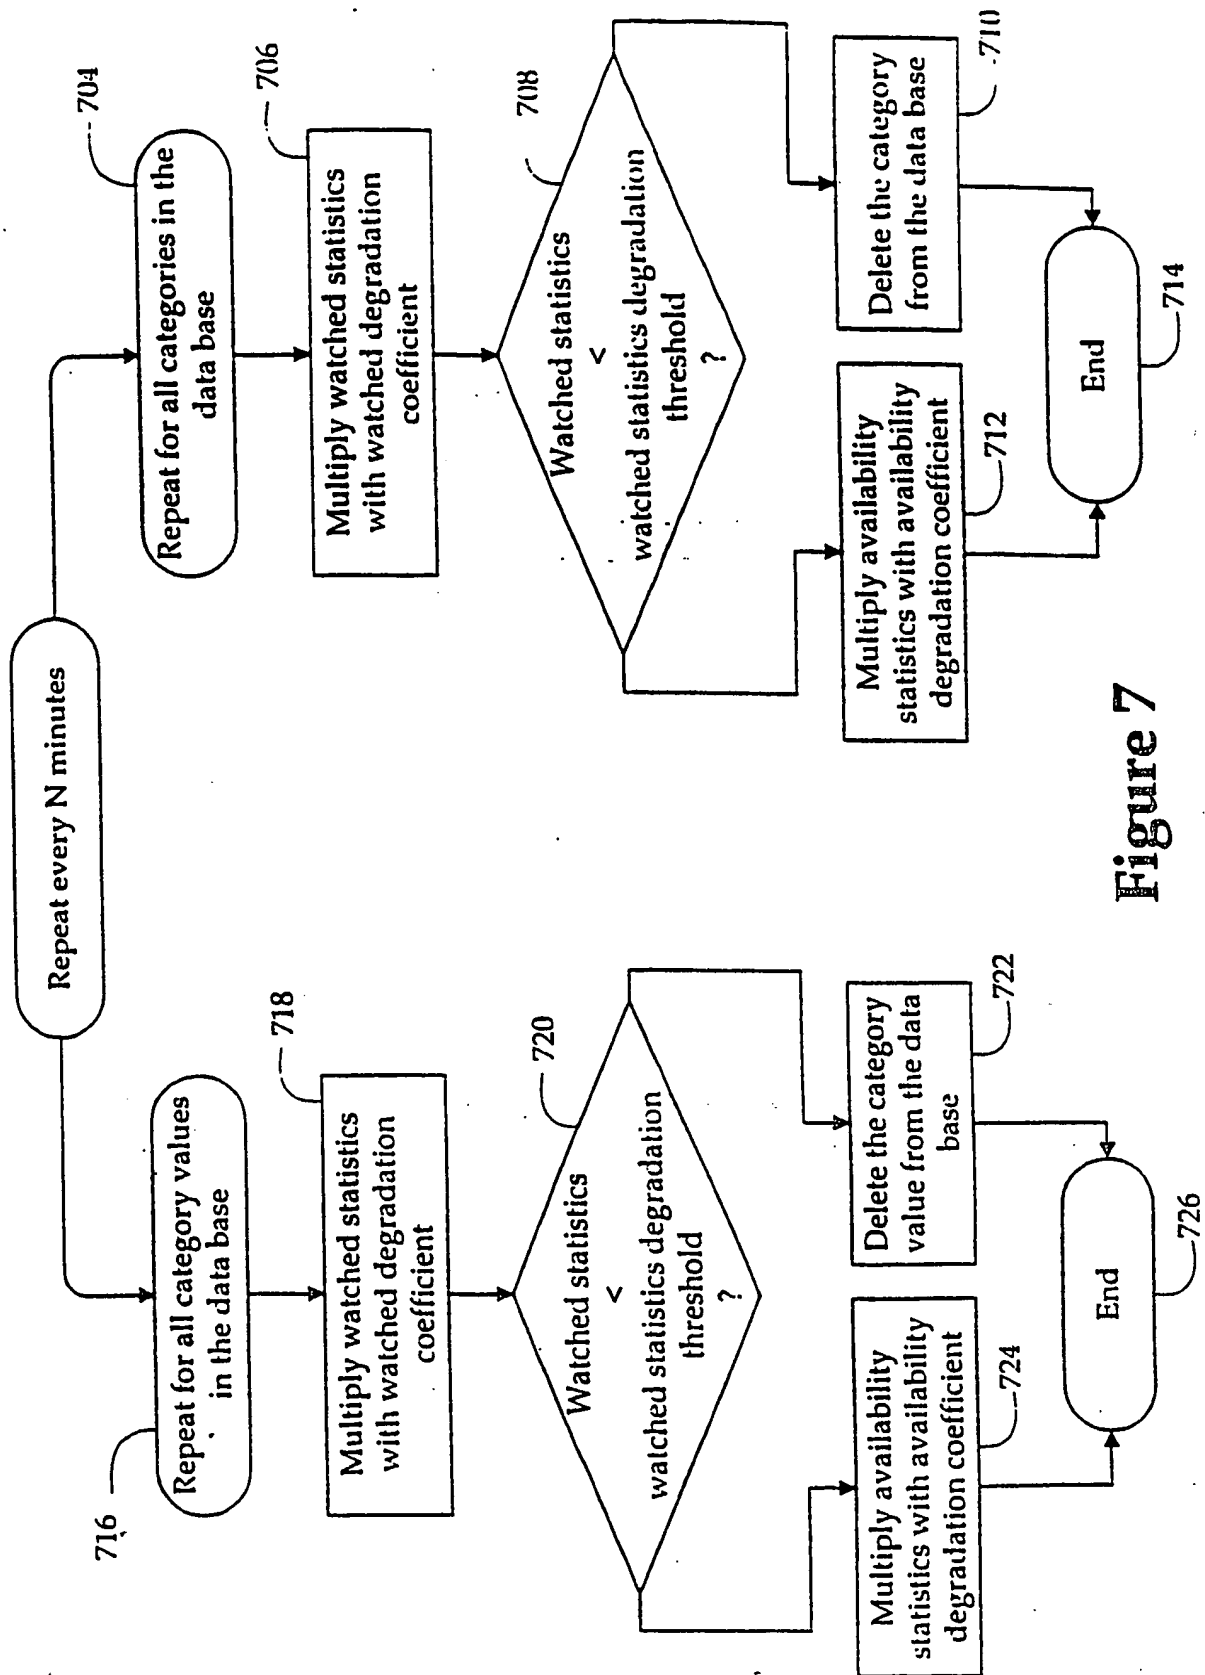 Repeat every N minutes
716
Repeat for all category values
in the data base
718
Multiply watched statistics
with watched degradation
coefficient
720
Watched statistics
<
watched statistics degradation
threshold
?
Multiply availability
statistics with availability
degradation coefficient
724
Delete the category
value from the data
base
722
End
726
704
Repeat for all categories in the
data base
706
Multiply watched statistics
with watched degradation
coefficient
708
Watched statistics
<
watched statistics degradation
threshold
?
Multiply availability
statistics with availability
degradation coefficient
712
Delete the category
from the data base
710
End
714
Figure 7